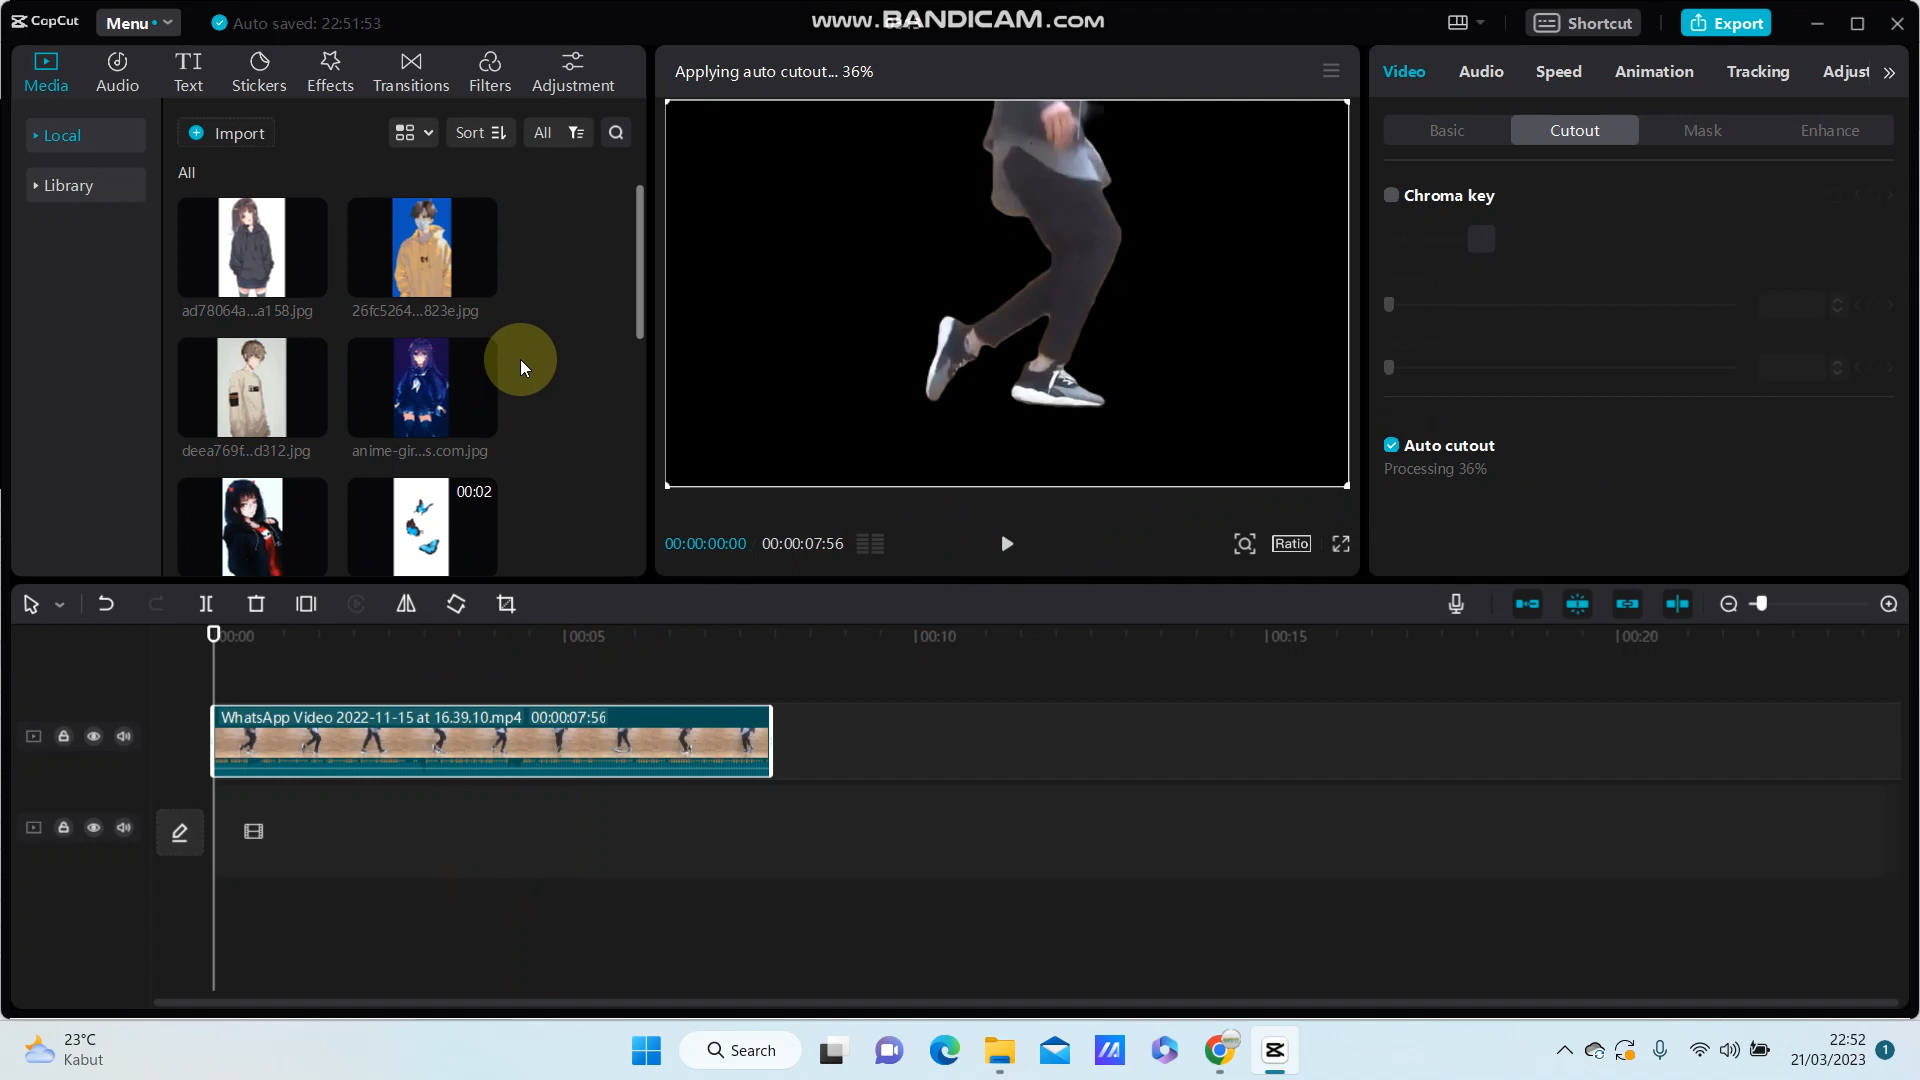 CapCut
Menu
Auto saved: 22:51:53
www.BANDICAM.COM
Shortcut
Export
Media
Audio
Text
Stickers
Effects
Transitions
Filters
Adjustment
Local
Library
Import
Sort
All
All
ad78064a...a158.jpg
26fc5264...823e.jpg
deea769f...d312.jpg
anime-gir...s.com.jpg
00:02
Applying auto cutout... 36%
00:00:00:00
00:00:07:56
Ratio
Video
Audio
Speed
Animation
Tracking
Adjust
Basic
Cutout
Mask
Enhance
Chroma key
Auto cutout
Processing 36%
00:00
00:05
00:10
00:15
00:20
WhatsApp Video 2022-11-15 at 16.39.10.mp4 00:00:07:56
23°C
Kabut
Search
22:52
21/03/2023
1